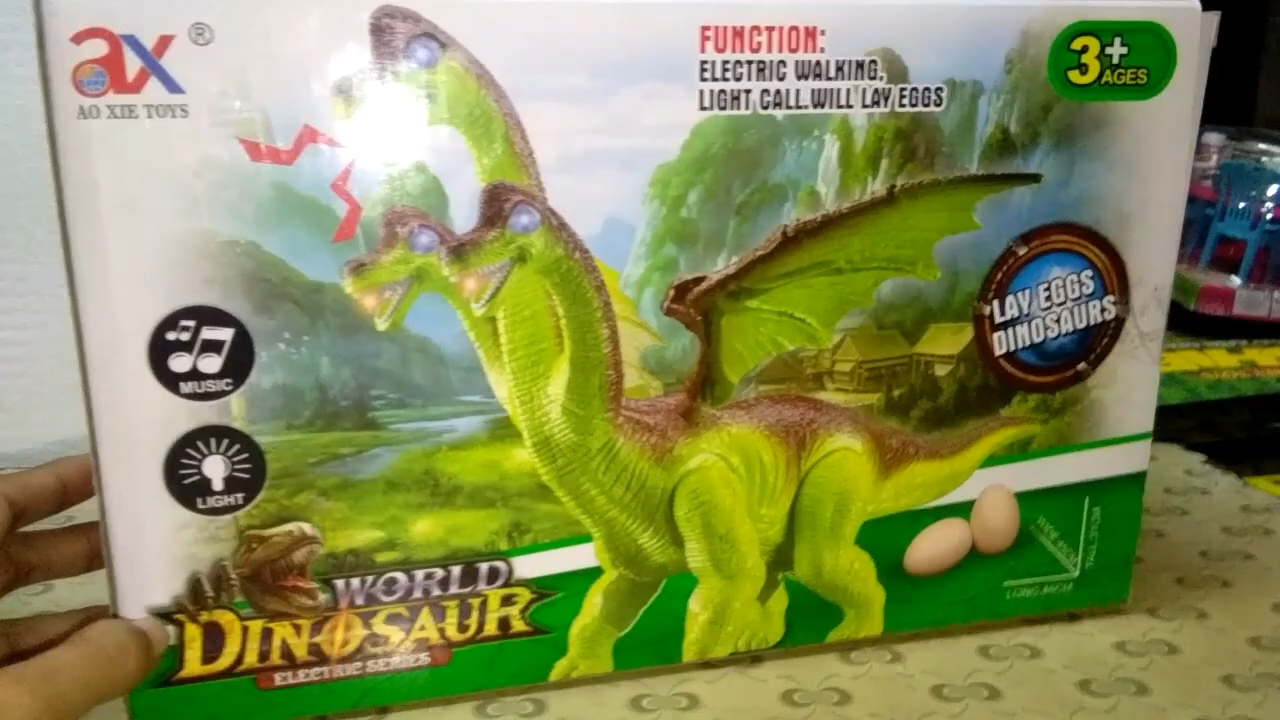 ax ®
AO XIE TOYS
FUNCTION:
ELECTRIC WALKING,
LIGHT CALL.WILL LAY EGGS
3+
AGES
LAY EGGS
DINOSAURS
MUSIC
LIGHT
WORLD
DINOSAUR
ELECTRIC SERIES